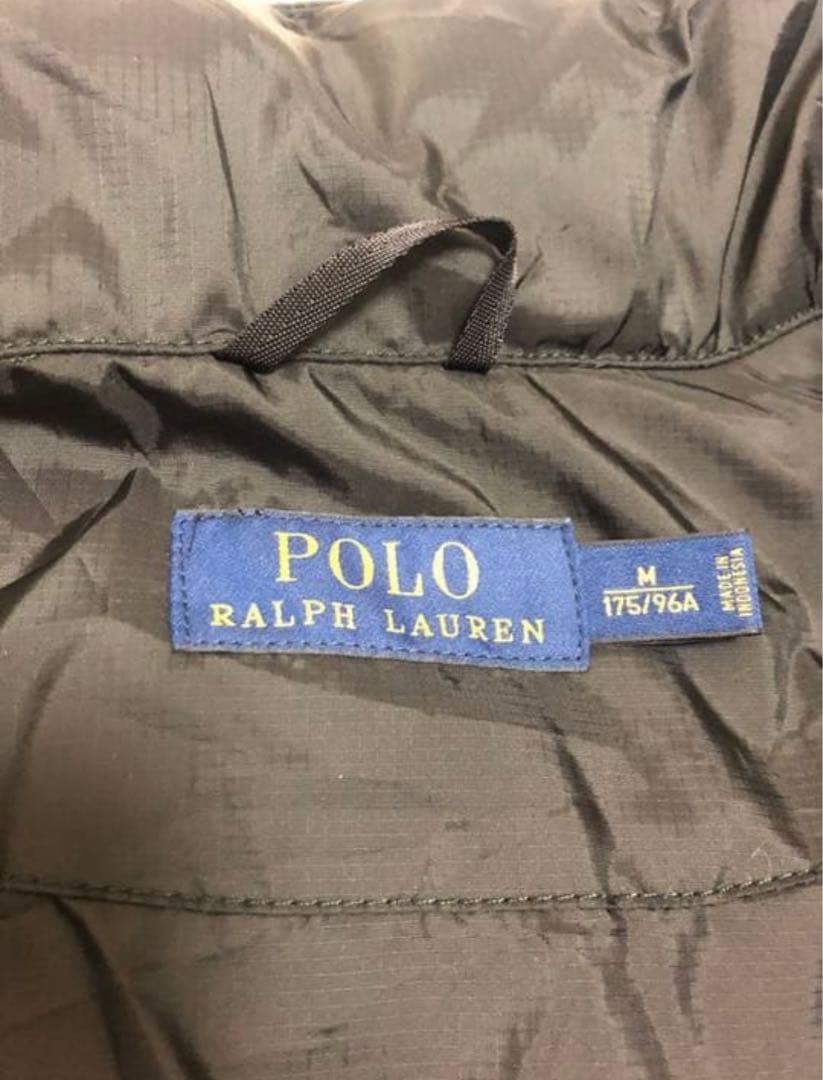 POLO
RALPH LAUREN
M
175/96A
MADE IN
INDONESIA